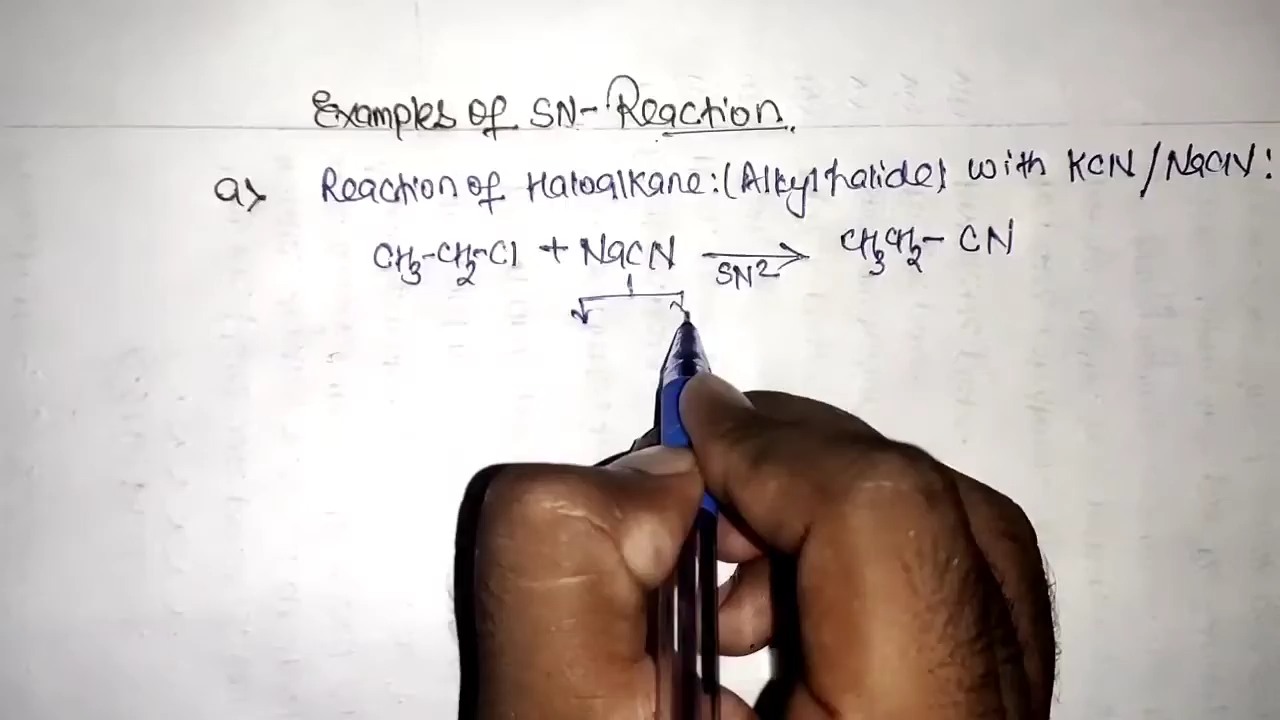 Examples of SN-Reaction.
a) Reaction of Haloalkane:(Alkyl halide) with KCN/NaCN:
CH3-CH2-Cl + NaCN → CH3CH2-CN
SN2